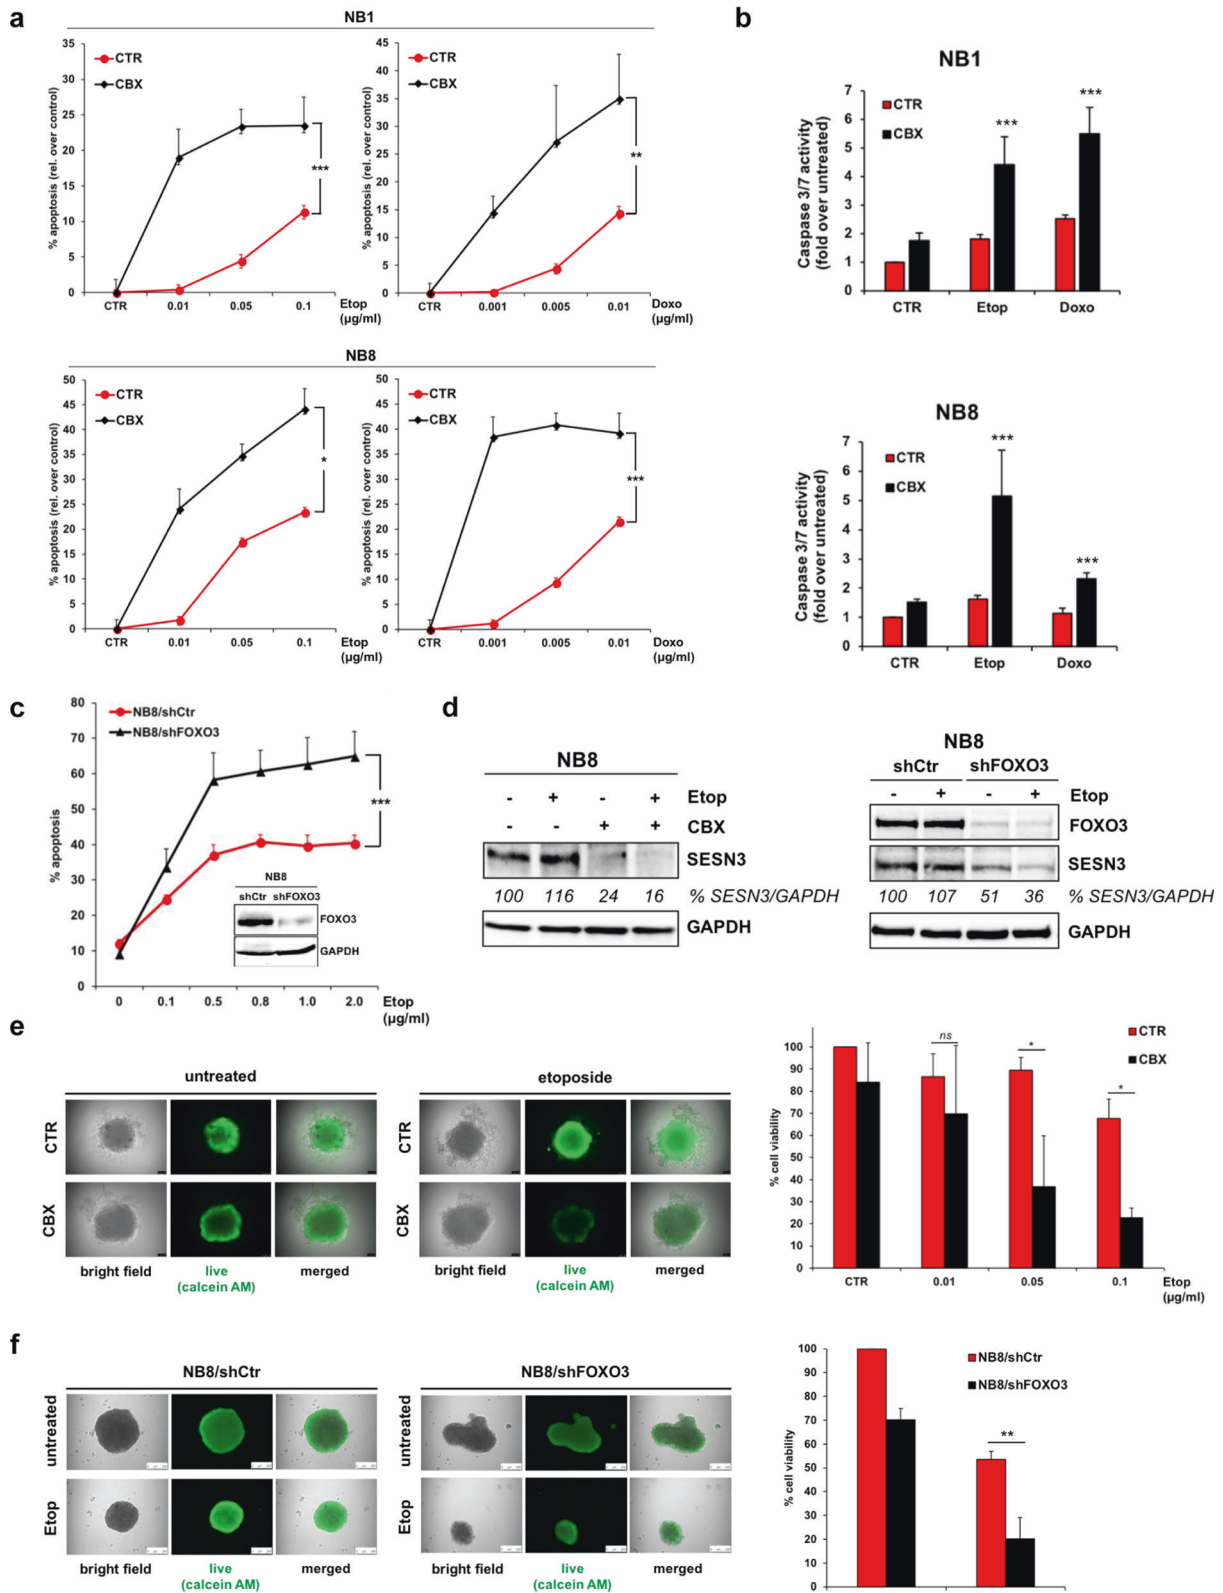 a
NB1
35
30
25
20
15
10
5
0
% apoptosis (rel. over control)
CTR
CBX
***
CTR
0.01
0.05
0.1
Etop
(µg/ml)
45
40
35
30
25
20
15
10
5
0
% apoptosis (rel. over control)
CTR
CBX
**
CTR
0.001
0.005
0.01
Doxo
(µg/ml)
NB8
50
45
40
35
30
25
20
15
10
5
0
% apoptosis (rel. over control)
CTR
CBX
*
CTR
0.01
0.05
0.1
Etop
(µg/ml)
50
45
40
35
30
25
20
15
10
5
0
% apoptosis (rel. over control)
CTR
CBX
***
CTR
0.001
0.005
0.01
Doxo
(µg/ml)
b
NB1
7
6
5
4
3
2
1
0
Caspase 3/7 activity
(fold over untreated)
CTR
CBX
***
***
CTR
Etop
Doxo
NB8
7
6
5
4
3
2
1
0
Caspase 3/7 activity
(fold over untreated)
CTR
CBX
***
***
CTR
Etop
Doxo
c
80
70
60
50
40
30
20
10
0
% apoptosis
NB8/shCtr
NB8/shFOXO3
***
NB8
shCtr shFOXO3
FOXO3
GAPDH
0
0.1
0.5
0.8
1.0
2.0
Etop
(µg/ml)
d
NB8
- + - + Etop
- - + + CBX
SESN3
100 116 24 16 % SESN3/GAPDH
GAPDH
NB8
shCtr shFOXO3
- + - + Etop
FOXO3
SESN3
100 107 51 36 % SESN3/GAPDH
GAPDH
e
untreated
etoposide
CTR
CBX
bright field
live
(calcein AM)
merged
bright field
live
(calcein AM)
merged
100
90
80
70
60
50
40
30
20
10
0
% cell viability
CTR
CBX
ns
*
*
CTR
0.01
0.05
0.1
Etop
(µg/ml)
f
NB8/shCtr
NB8/shFOXO3
untreated
Etop
untreated
Etop
bright field
live
(calcein AM)
merged
bright field
live
(calcein AM)
merged
100
90
80
70
60
50
40
30
20
10
0
% cell viability
NB8/shCtr
NB8/shFOXO3
**